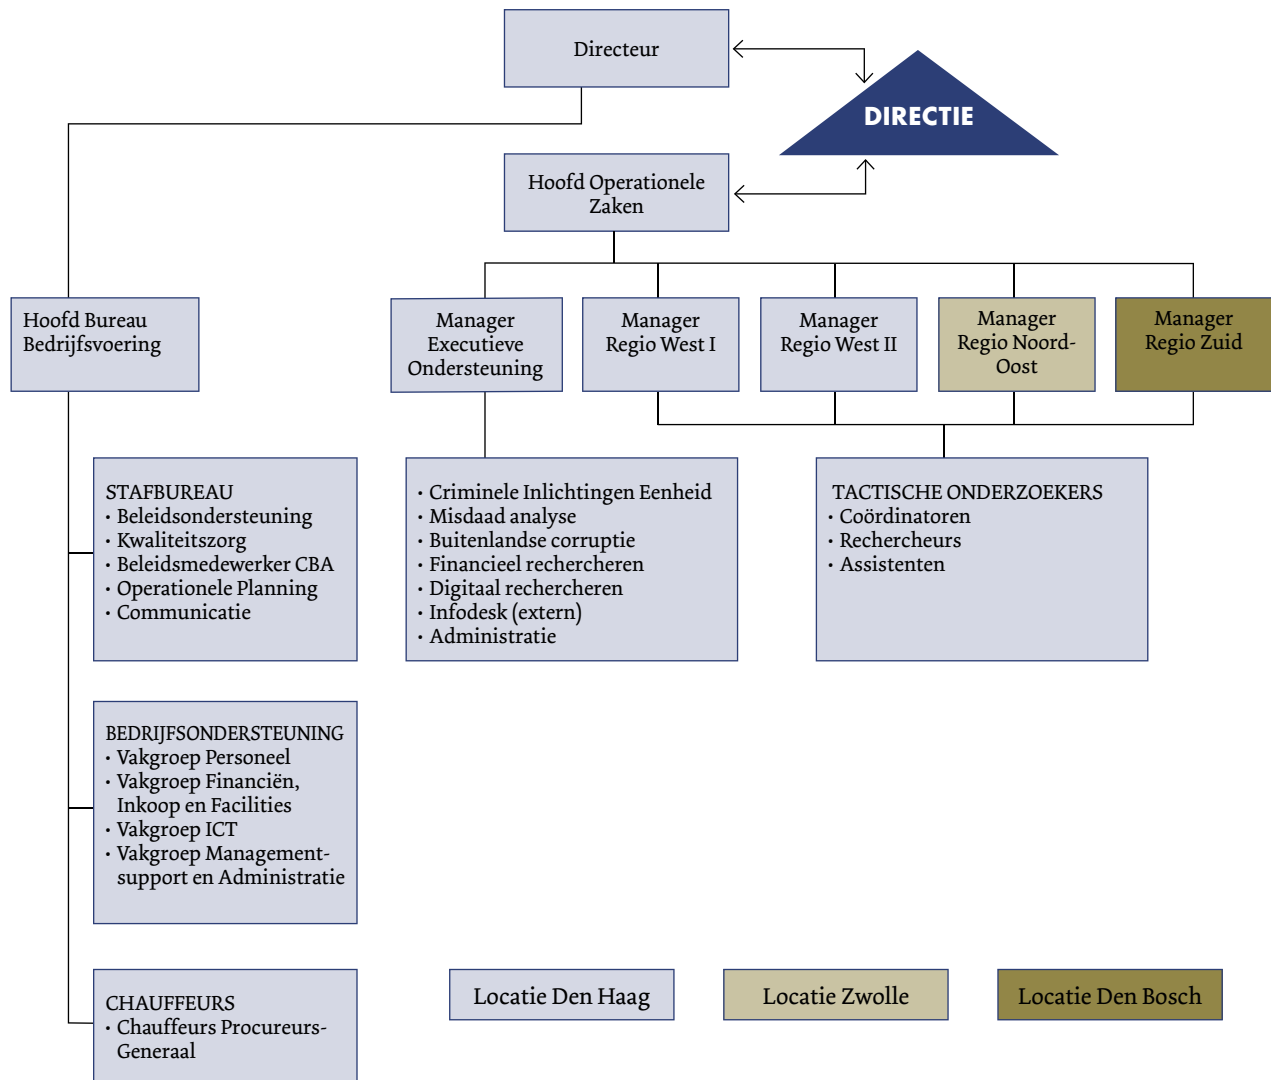 Directeur
DIRECTIE
Hoofd Operationele
Zaken
Hoofd Bureau
Bedrijfsvoering
Manager
Executieve
Ondersteuning
Manager
Regio West I
Manager
Regio West II
Manager
Regio Noord-
Oost
Manager
Regio Zuid
STAFBUREAU
· Beleidsondersteuning
· Kwaliteitszorg
· Beleidsmedewerker CBA
· Operationele Planning
· Communicatie
· Criminele Inlichtingen Eenheid
· Misdaad analyse
· Buitenlandse corruptie
· Financieel rechercheren
· Digitaal rechercheren
· Infodesk (extern)
· Administratie
TACTISCHE ONDERZOEKERS
· Coördinatoren
· Rechercheurs
· Assistenten
BEDRIJFSONDERSTEUNING
· Vakgroep Personeel
· Vakgroep Financiën,
Inkoop en Facilities
· Vakgroep ICT
· Vakgroep Management-
support en Administratie
CHAUFFEURS
· Chauffeurs Procureurs-
Generaal
Locatie Den Haag
Locatie Zwolle
Locatie Den Bosch